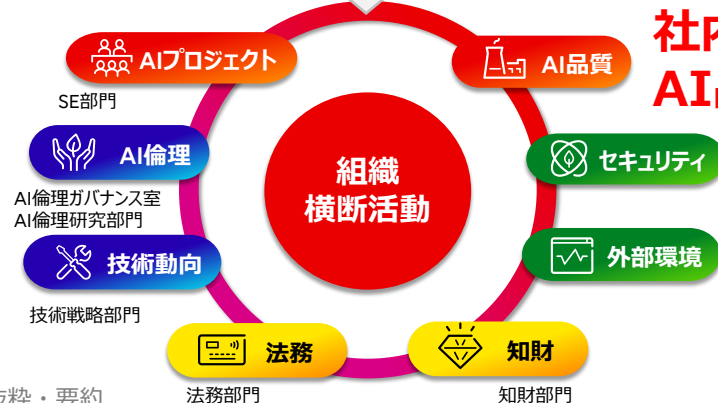 社内
AI
AIプロジェクト
SE部門
AI品質
AI倫理
AI倫理ガバナンス室
AI倫理研究部門
セキュリティ
組織
横断活動
技術動向
技術戦略部門
外部環境
法務
法務部門
知財
知財部門
抜粋・要約